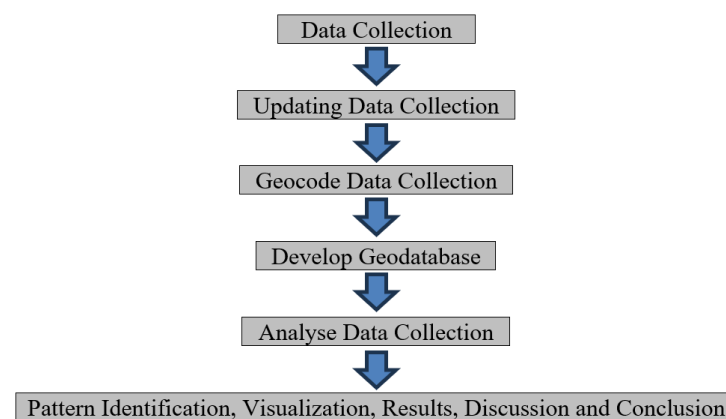 Data Collection
Updating Data Collection
Geocode Data Collection
Develop Geodatabase
Analyse Data Collection
Pattern Identification, Visualization, Results, Discussion and Conclusion